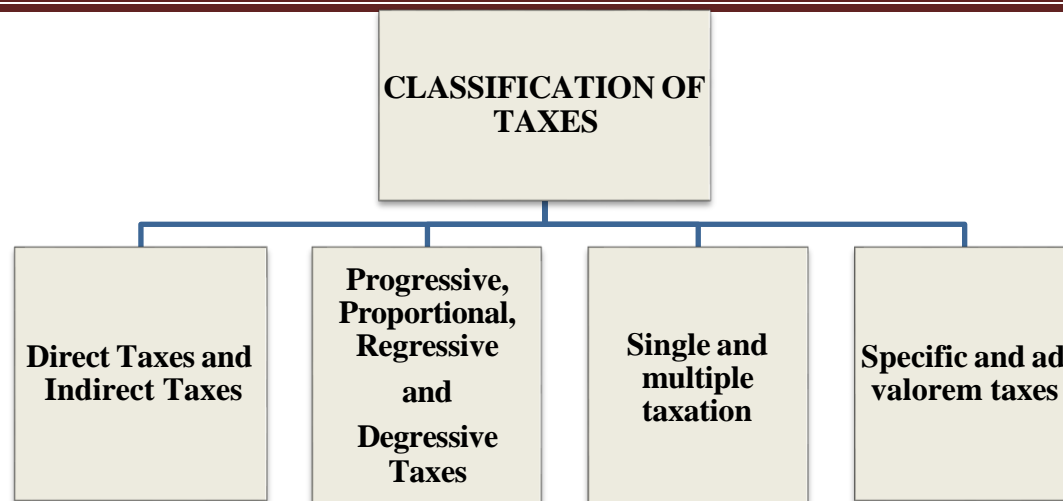 CLASSIFICATION OF
TAXES
Direct Taxes and
Indirect Taxes
Progressive,
Proportional,
Regressive
and
Degressive
Taxes
Single and
multiple
taxation
Specific and ad
valorem taxes